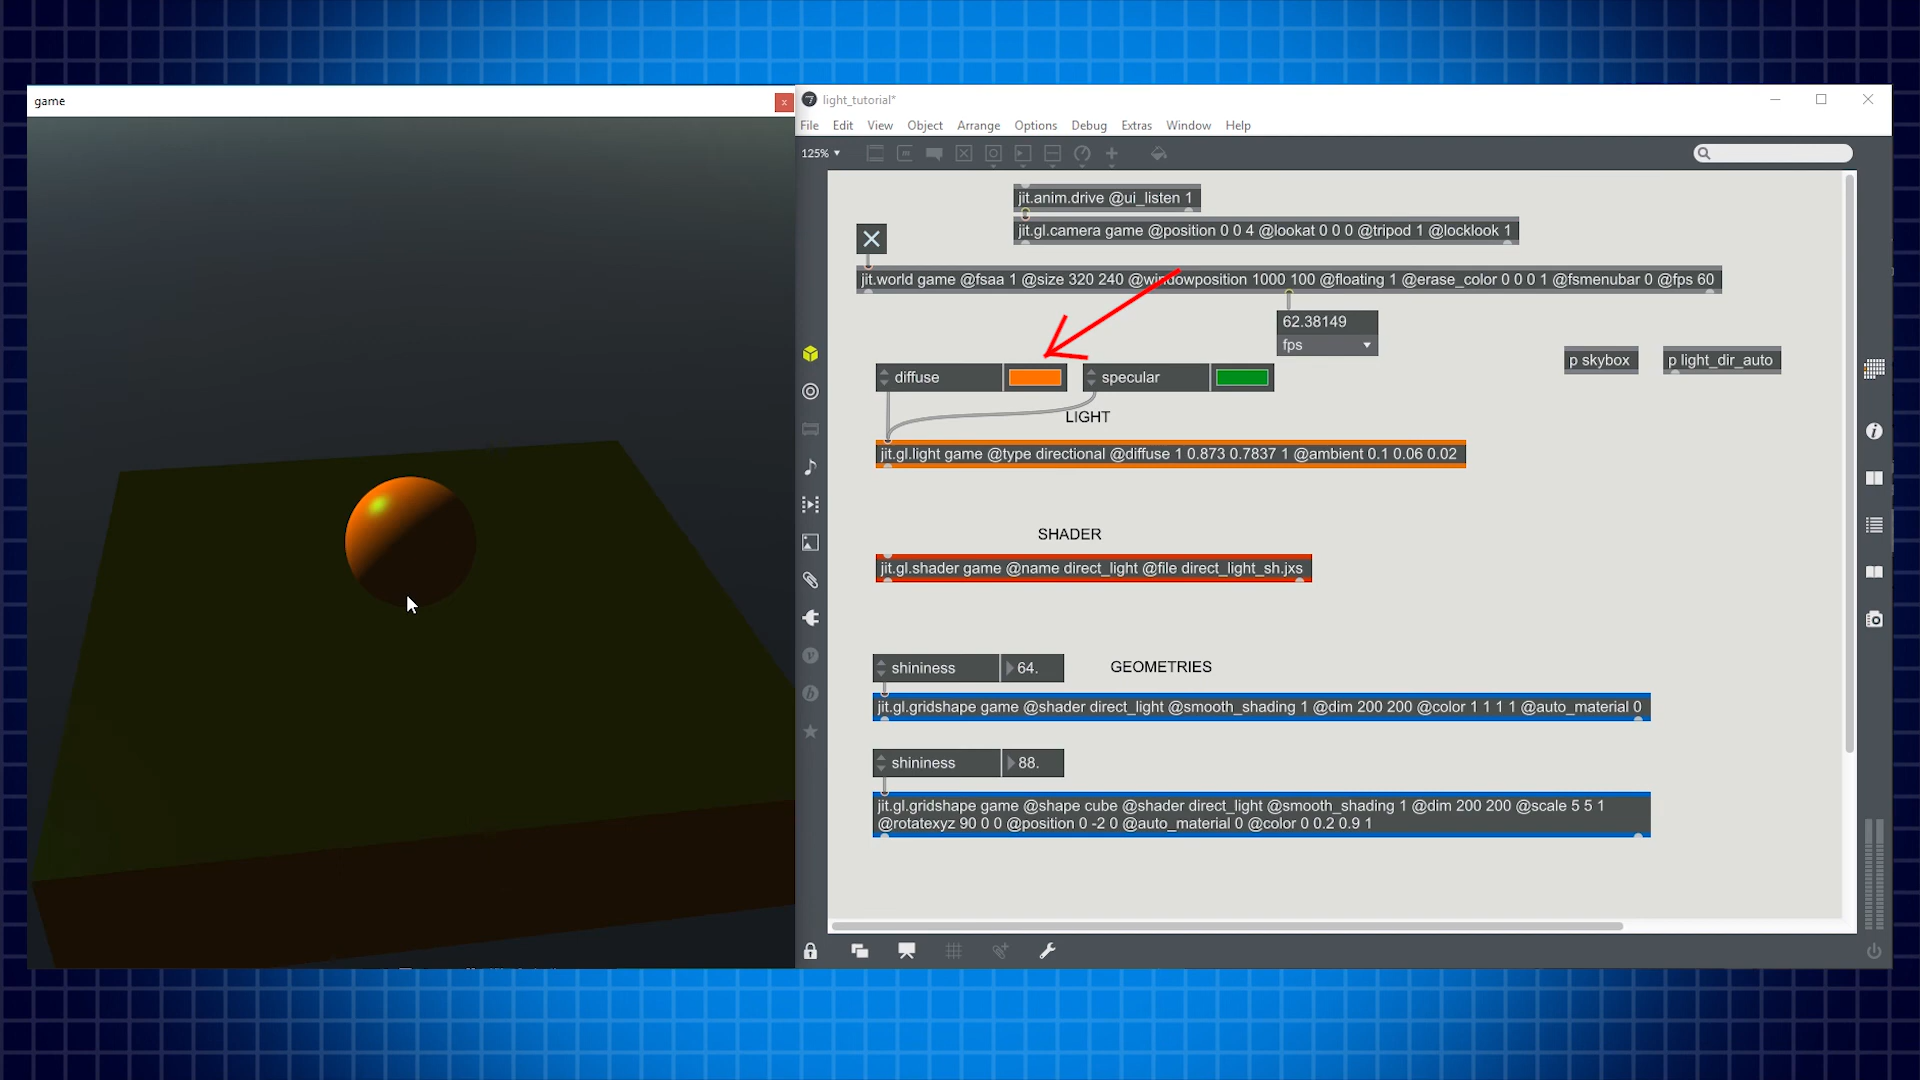 game
x
light_tutorial*
File Edit View Object Arrange Options Debug Extras Window Help
125%
jit.anim.drive @ui_listen 1
jit.gl.camera game @position 0 0 4 @lookat 0 0 0 @tripod 1 @locklook 1
jit.world game @fsaa 1 @size 320 240 @windowposition 1000 100 @floating 1 @erase_color 0 0 0 1 @fsmenubar 0 @fps 60
62.38149
fps
p skybox
p light_dir_auto
diffuse
specular
LIGHT
jit.gl.light game @type directional @diffuse 1 0.873 0.7837 1 @ambient 0.1 0.06 0.02
SHADER
jit.gl.shader game @name direct_light @file direct_light_sh.jxs
shininess 64.
GEOMETRIES
jit.gl.gridshape game @shader direct_light @smooth_shading 1 @dim 200 200 @color 1 1 1 1 @auto_material 0
shininess 88.
jit.gl.gridshape game @shape cube @shader direct_light @smooth_shading 1 @dim 200 200 @scale 5 5 1
@rotatexyz 90 0 0 @position 0 -2 0 @auto_material 0 @color 0 0.2 0.9 1